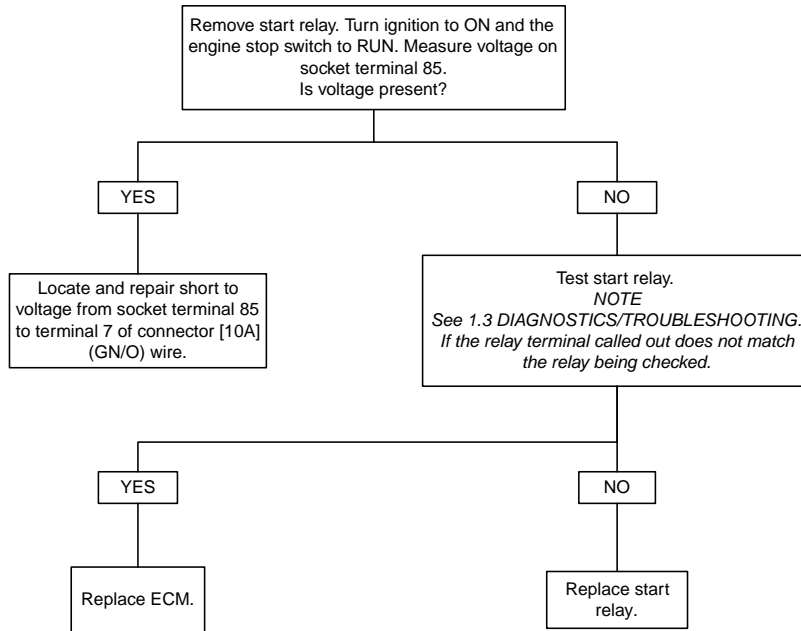 Remove start relay. Turn ignition to ON and the
engine stop switch to RUN. Measure voltage on
socket terminal 85.
Is voltage present?
YES
NO
Locate and repair short to
voltage from socket terminal 85
to terminal 7 of connector [10A]
(GN/O) wire.
Test start relay.
NOTE
See 1.3 DIAGNOSTICS/TROUBLESHOOTING.
If the relay terminal called out does not match
the relay being checked.
YES
NO
Replace ECM.
Replace start
relay.